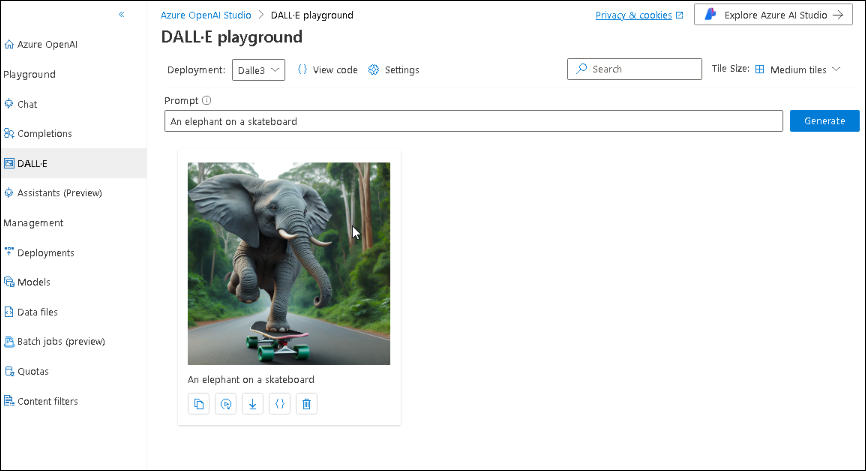 Azure OpenAI Studio > DALL·E playground
Privacy & cookies
Explore Azure AI Studio
DALL·E playground
Azure OpenAI
Playground
Chat
Completions
DALL·E
Assistants (Preview)
Management
Deployments
Models
Data files
Batch jobs (preview)
Quotas
Content filters
Deployment: Dalle3
View code
Settings
Search
Tile Size: Medium tiles
Prompt
An elephant on a skateboard
Generate
An elephant on a skateboard